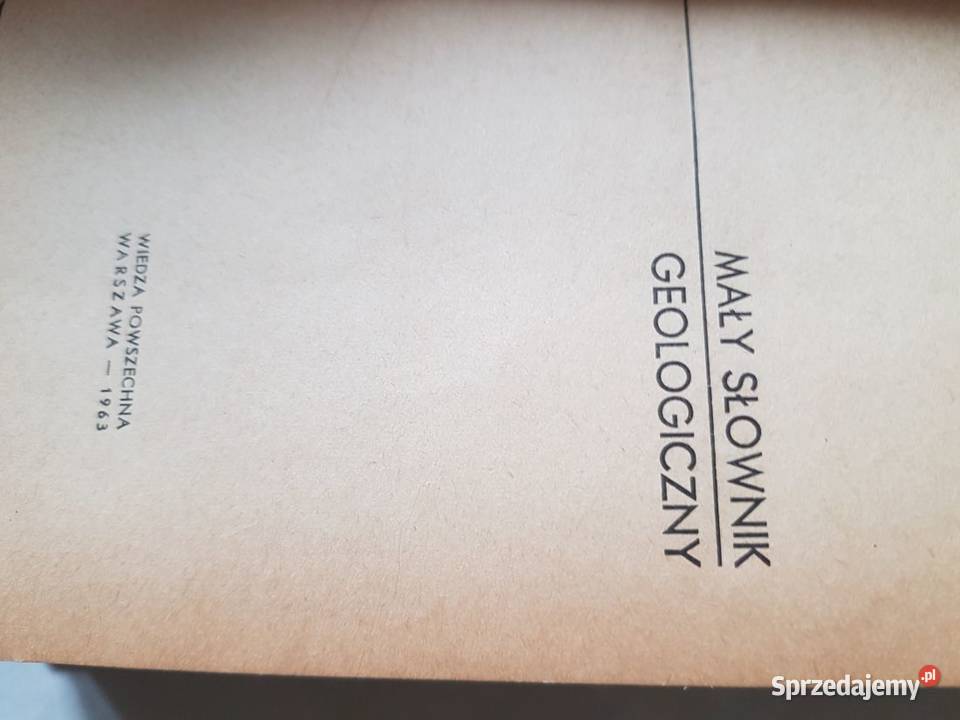 MAŁY SŁOWNIK
GEOLOGICZNY
WIEDZA POWSZECHNA
WARSZAWA — 1963
Sprzedajemy.pl